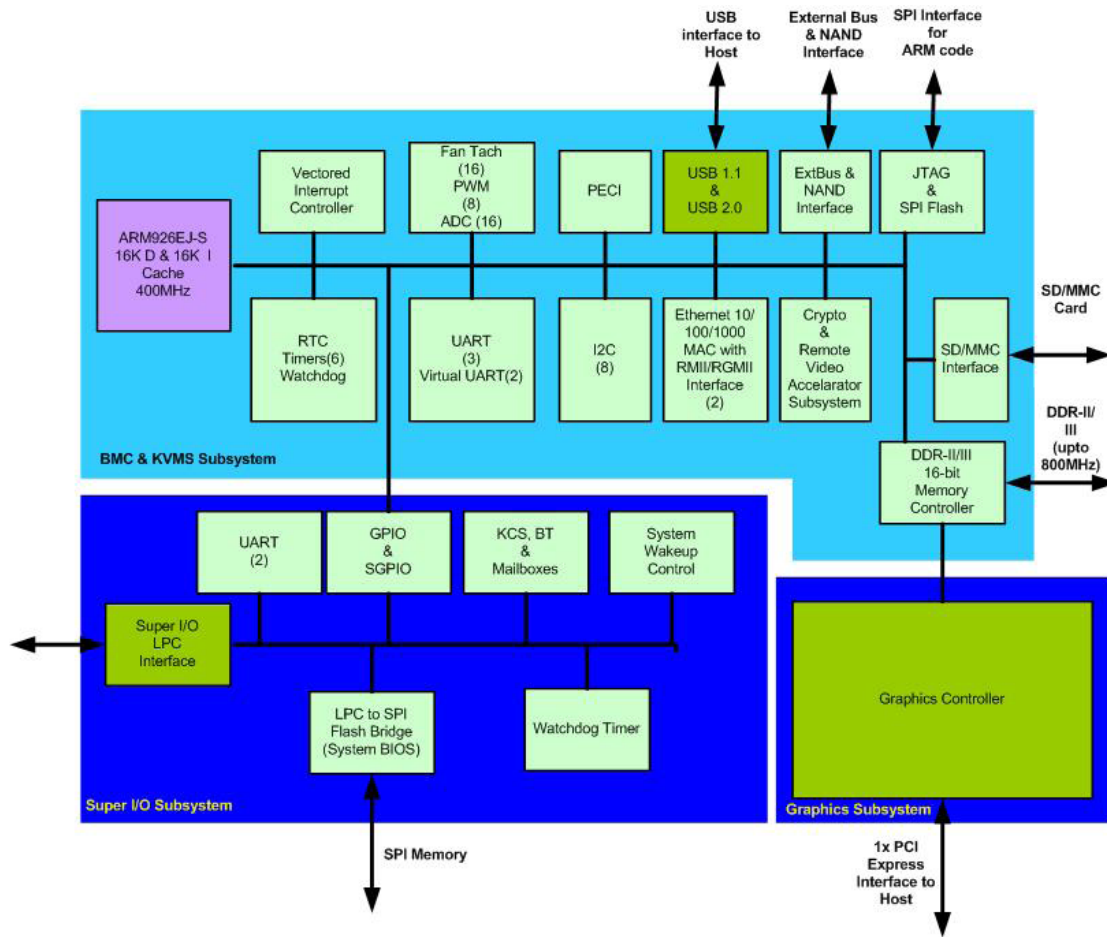 USB
interface to
Host
External Bus
& NAND
Interface
SPI Interface
for
ARM code
Vectored
Interrupt
Controller
Fan Tach
(16)
PWM
(8)
ADC (16)
PECI
USB 1.1
&
USB 2.0
ExtBus &
NAND
Interface
JTAG
&
SPI Flash
ARM926EJ-S
16K D & 16K I
Cache
400MHz
RTC
Timers(6)
Watchdog
UART
(3)
Virtual UART(2)
I2C
(8)
Ethernet 10/
100/1000
MAC with
RMII/RGMII
Interface
(2)
Crypto
&
Remote
Video
Accelarator
Subsystem
SD/MMC
Interface
SD/MMC
Card
BMC & KVMS Subsystem
DDR-II/III
16-bit
Memory
Controller
DDR-II/
III
(upto
800MHz)
UART
(2)
GPIO
&
SGPIO
KCS, BT
&
Mailboxes
System
Wakeup
Control
Super I/O
LPC
Interface
LPC to SPI
Flash Bridge
(System BIOS)
Watchdog Timer
Super I/O Subsystem
Graphics Controller
Graphics Subsystem
SPI Memory
1x PCI
Express
Interface to
Host